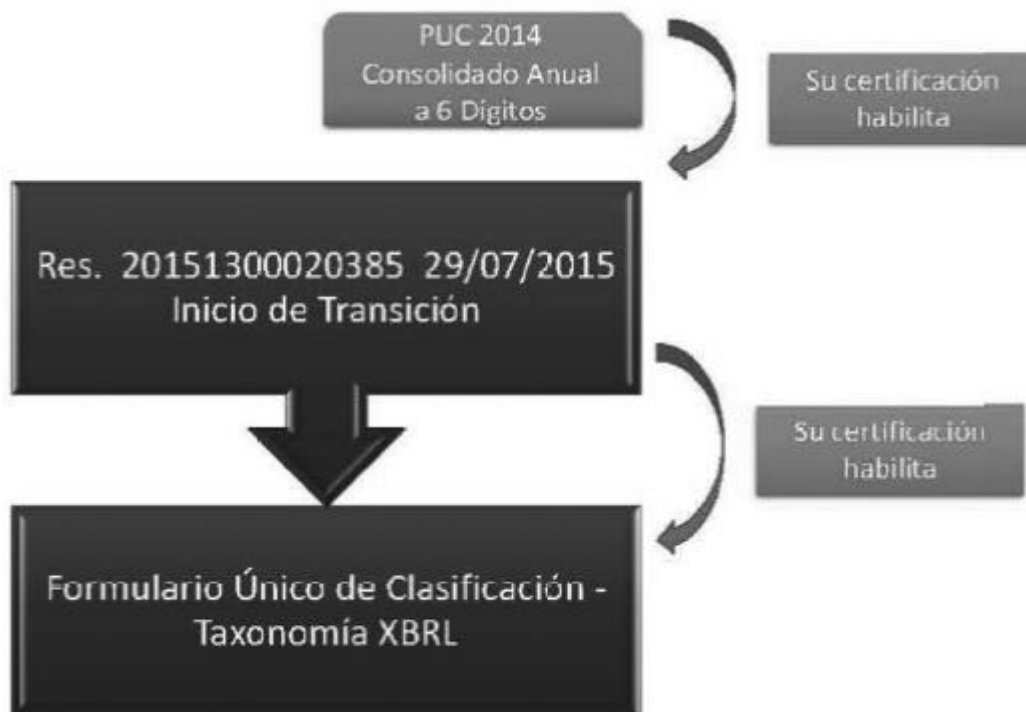 PUC 2014
Consolidado Anual
a 6 Dígitos
Su certificación
habilita
Res. 20151300020385 29/07/2015
Inicio de Transición
Su certificación
habilita
Formulario Único de Clasificación -
Taxonomía XBRL